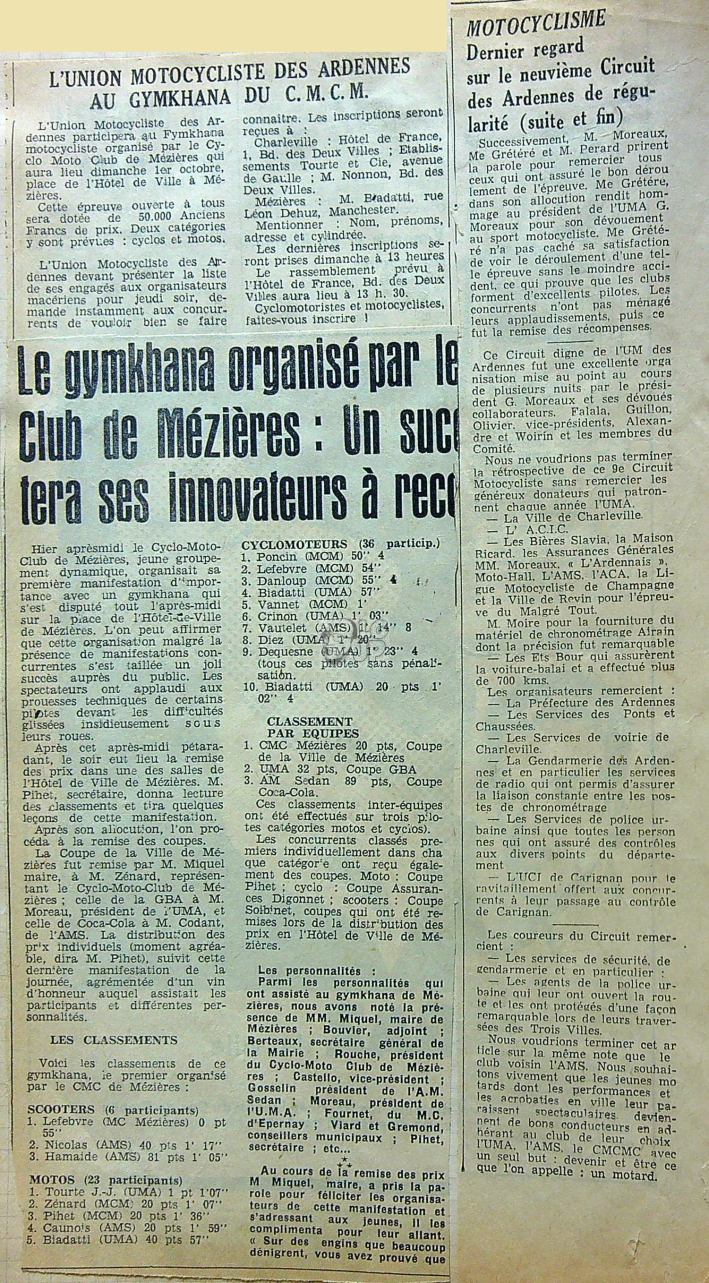 L'UNION MOTOCYCLISTE DES ARDENNES
AU GYMKHANA DU C. M. C. M.
L'Union Motocycliste des Ar-
dennes participera au Fymkhana
motocycliste organisé par le Cy-
clo Moto Club de Mézières qui
aura lieu dimanche 1er octobre,
place de l'Hôtel de Ville à Mé-
zières.
Cette épreuve ouverte à tous
sera dotée de 50.000 Anciens
Francs de prix. Deux catégories
y sont prévues : cyclos et motos.
L'Union Motocycliste des Ar-
dennes devant présenter la liste
de ses engagés aux organisateurs
macériens pour jeudi soir, de-
mande instamment aux concur-
rents de vouloir bien se faire
connaître. Les inscriptions seront
reçues à :
Charleville : Hôtel de France,
1, Bd. des Deux Villes ; Etablis-
sements Tourte et Cie, avenue
de Gaulle ; M. Nonnon, Bd. des
Deux Villes.
Mézières : M. Biadatti, rue
Léon Dehuz, Manchester.
Mentionner : Nom, prénoms,
adresse et cylindrée.
Les dernières inscriptions se-
ront prises dimanche à 13 heures
Le rassemblement prévu à
l'Hôtel de France, Bd. des Deux
Villes aura lieu à 13 h. 30.
Cyclomotoristes et motocyclistes,
faites-vous inscrire !
Le gymkhana organisé par le
Club de Mézières : Un succ
tera ses innovateurs à reco
Hier après-midi le Cyclo-Moto-
Club de Mézières, jeune groupe-
ment dynamique, organisait sa
première manifestation d'impor-
tance avec un gymkhana qui
s'est disputé tout l'après-midi
sur la place de l'Hôtel-de-Ville
de Mézières. L'on peut affirmer
que cette organisation malgré la
présence de manifestations con-
currentes s'est taillée un joli
succès auprès du public. Les
spectateurs ont applaudi aux
prouesses techniques de certains
pilotes devant les difficultés
glissées insidieusement sous
leurs roues.
Après cet après-midi pétara-
dant, le soir eut lieu la remise
des prix dans une des salles de
l'Hôtel de Ville de Mézières. M.
Pihet, secrétaire, donna lecture
des classements et tira quelques
leçons de cette manifestation.
Après son allocution, l'on pro-
céda à la remise des coupes.
La Coupe de la Ville de Mé-
zières fut remise par M. Miquel
maire, à M. Zénard, représen-
tant le Cyclo-Moto-Club de Mé-
zières ; celle de la GBA à M.
Moreau, président de l'UMA, et
celle de Coca-Cola à M. Codant,
de l'AMS. La distribution des
prix individuels (moment agréa-
ble, dira M. Pihet), suivit cette
dernière manifestation de la
journée, agrémentée d'un vin
d'honneur auquel assistait les
participants et différentes per-
sonnalités.
LES CLASSEMENTS
Voici les classements de ce
gymkhana, le premier organisé
par le CMC de Mézières :
SCOOTERS (6 participants)
1. Lefebvre (MC Mézières) 0 pt
55"
2. Nicolas (AMS) 40 pts 1' 17"
3. Hamaide (AMS) 81 pts 1' 05"
MOTOS (23 participants)
1. Tourte J.-J. (UMA) 1 pt 1'07"
2. Zénard (MCM) 20 pts 1' 07"
3. Pihet (MCM) 20 pts 1' 36"
4. Caunois (AMS) 20 pts 1' 59"
5. Biadatti (UMA) 40 pts 57"
CYCLOMOTEURS (36 particip.)
1. Poncin (MCM) 50" 4
2. Lefebvre (MCM) 54"
3. Danloup (MCM) 55" 4
4. Biadatti (UMA) 57"
5. Vannet (MCM) 1'
6. Crinon (UMA) 1' 03"
7. Vautelet (AMS) 1' 14" 8
8. Diez (UMA) 1' 20"
9. Dequesne (UMA) 1' 23" 4
(tous ces pilotes sans pénali-
sation.
10. Biadatti (UMA) 20 pts 1'
02" 4
CLASSEMENT
PAR EQUIPES
1. CMC Mézières 20 pts, Coupe
de la Ville de Mézières
2. UMA 32 pts, Coupe GBA
3. AM Sedan 89 pts, Coupe
Coca-Cola.
Ces classements inter-équipes
ont été effectués sur trois pilo-
tes catégories motos et cyclos).
Les concurrents classés pre-
miers individuellement dans cha
que catégorie ont reçu égale-
ment des coupes. Moto : Coupe
Pihet ; cyclo : Coupe Assuran-
ces Digonnet ; scooters : Coupe
Soibinet, coupes qui ont été re-
mises lors de la distribution des
prix en l'Hôtel de Ville de Mé-
zières.
Les personnalités :
Parmi les personnalités qui
ont assisté au gymkhana de Mé-
zières, nous avons noté la pré-
sence de MM. Miquel, maire de
Mézières ; Bouvier, adjoint ;
Berteaux, secrétaire général de
la Mairie ; Rouche, président
du Cyclo-Moto Club de Méziè-
res ; Castello, vice-président ;
Gosselin président de l'A.M.
Sedan ; Moreau, président de
l'U.M.A. ; Fournet, du M.C.
d'Epernay ; Viard et Gremond,
conseillers municipaux ; Pihet,
secrétaire ; etc...
Au cours de la remise des prix
M Miquel, maire, a pris la pa-
role pour féliciter les organisa-
teurs de cette manifestation et
s'adressant aux jeunes, il les
complimenta pour leur allant.
« Sur des engins que beaucoup
dénigrent, vous avez prouvé que
MOTOCYCLISME
Dernier regard
sur le neuvième Circuit
des Ardennes de régu-
larité (suite et fin)
Successivement, M. Moreaux,
Me Grétéré et M. Perard prirent
la parole pour remercier tous
ceux qui ont assuré le bon dérou
lement de l'épreuve. Me Grétére,
dans son allocution rendit hom-
mage au président de l'UMA G.
Moreaux pour son dévouement
au sport motocycliste. Me Grété-
ré n'a pas caché sa satisfaction
de voir le déroulement d'une tel-
le épreuve sans le moindre acci-
dent, ce qui prouve que les clubs
forment d'excellents pilotes. Les
concurrents n'ont pas ménagé
leurs applaudissements, puis ce
fut la remise des récompenses.
Ce Circuit digne de l'UM des
Ardennes fut une excellente orga
nisation mise au point au cours
de plusieurs nuits par le prési-
dent G. Moreaux et ses dévoués
collaborateurs, Falala, Guillon,
Olivier, vice-présidents, Alexan-
dre et Woirin et les membres du
Comité.
Nous ne voudrions pas terminer
la rétrospective de ce 9e Circuit
Motocycliste sans remercier les
généreux donateurs qui patron-
nent chaque année l'UMA.
— La Ville de Charleville.
— L' A.C.I.C.
— Les Bières Slavia, la Maison
Ricard, les Assurances Générales
MM. Moreaux, « L'Ardennais »,
Moto-Hall, L'AMS, l'ACA, la Li-
gue Motocycliste de Champagne
et la Ville de Revin pour l'épreu-
ve du Malgré Tout.
M. Moire pour la fourniture du
matériel de chronométrage Airain
dont la précision fut remarquable
— Les Ets Bour qui assurèrent
la voiture-balai et a effectué plus
de 700 kms.
Les organisateurs remercient :
— La Préfecture des Ardennes
— Les Services des Ponts et
Chaussées.
— Les Services de voirie de
Charleville.
— La Gendarmerie des Arden-
nes et en particulier les services
de radio qui ont permis d'assurer
la liaison constante entre les pos-
tes de chronométrage
— Les Services de police ur-
baine ainsi que toutes les person
nes qui ont assuré des contrôles
aux divers points du départe-
ment.
— L'UCI de Carignan pour le
ravitaillement offert aux concur-
rents à leur passage au contrôle
de Carignan.
Les coureurs du Circuit remer-
cient :
— Les services de sécurité, de
gendarmerie et en particulier :
— Les agents de la police ur-
baine qui leur ont ouvert la rou-
te et les ont protégés d'une façon
remarquable lors de leurs traver-
sées des Trois Villes.
Nous voudrions terminer cet ar
ticle sur la même note que le
club voisin l'AMS. Nous souhai-
tons vivement que les jeunes mo
tards dont les performances et
les acrobaties en ville leur pa-
raissent spectaculaires devien-
nent de bons conducteurs en ad-
hérant au club de leur choix
l'UMA, l'AMS, le CMCMC avec
un seul but : devenir et être ce
que l'on appelle : un motard.